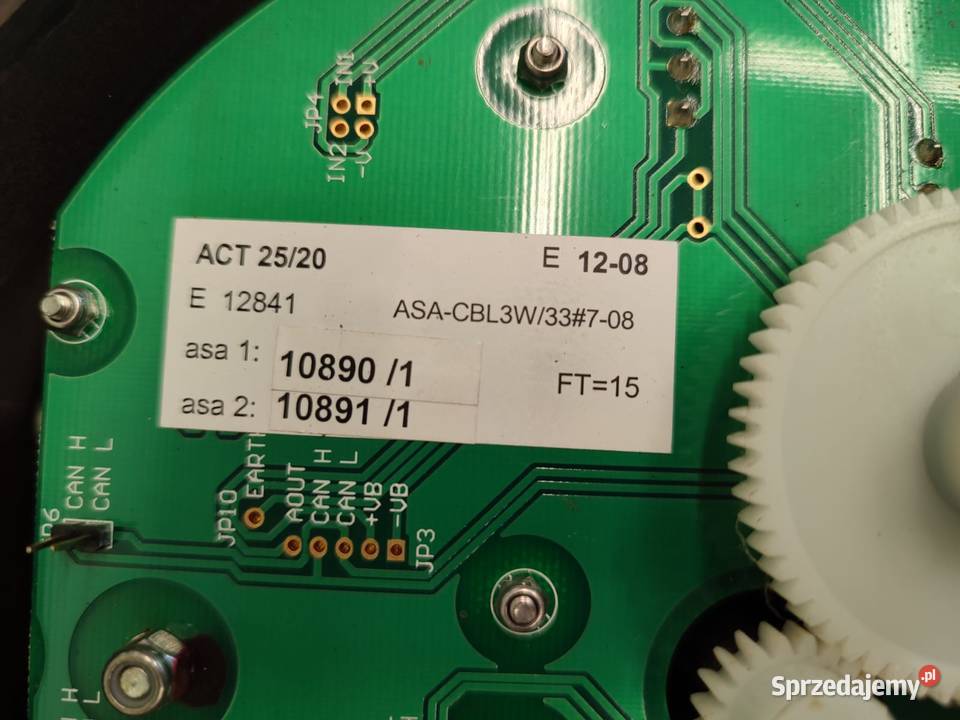 IN1 +V
JP4
IN2 -V
ACT 25/20 E 12-08
E 12841 ASA-CBL3W/33#7-08
asa 1: 10890 /1 FT=15
asa 2: 10891 /1
CAN H
CAN L
JP10
AOUT
CAN H
CAN L
+VB
-VB
JP3
Sprzedajemy.pl